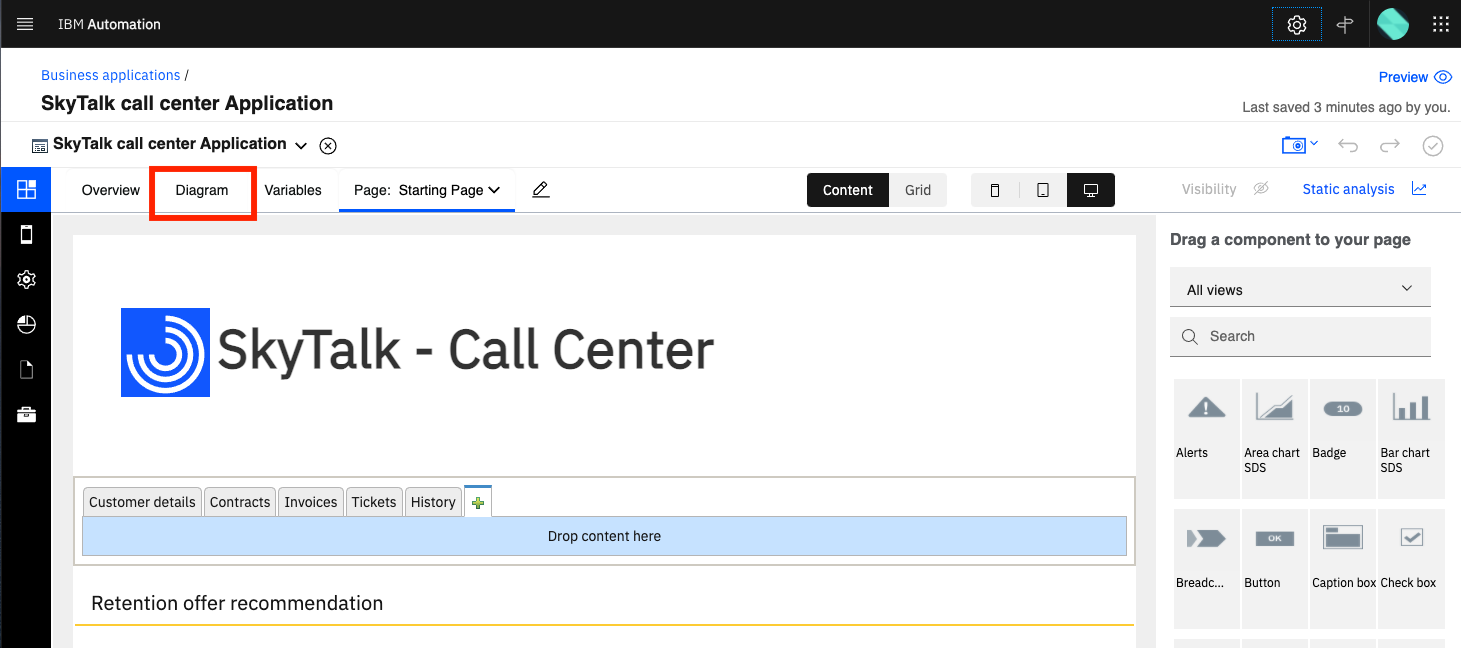 IBM Automation
Business applications /
Preview
SkyTalk call center Application
Last saved 3 minutes ago by you.
SkyTalk call center Application
Overview Diagram Variables Page: Starting Page Content Grid Visibility Static analysis
Drag a component to your page
All views
Search
SkyTalk - Call Center
10
Alerts Area chart SDS Badge Bar chart SDS
Customer details Contracts Invoices Tickets History
Drop content here
OK
Breadc... Button Caption box Check box
Retention offer recommendation